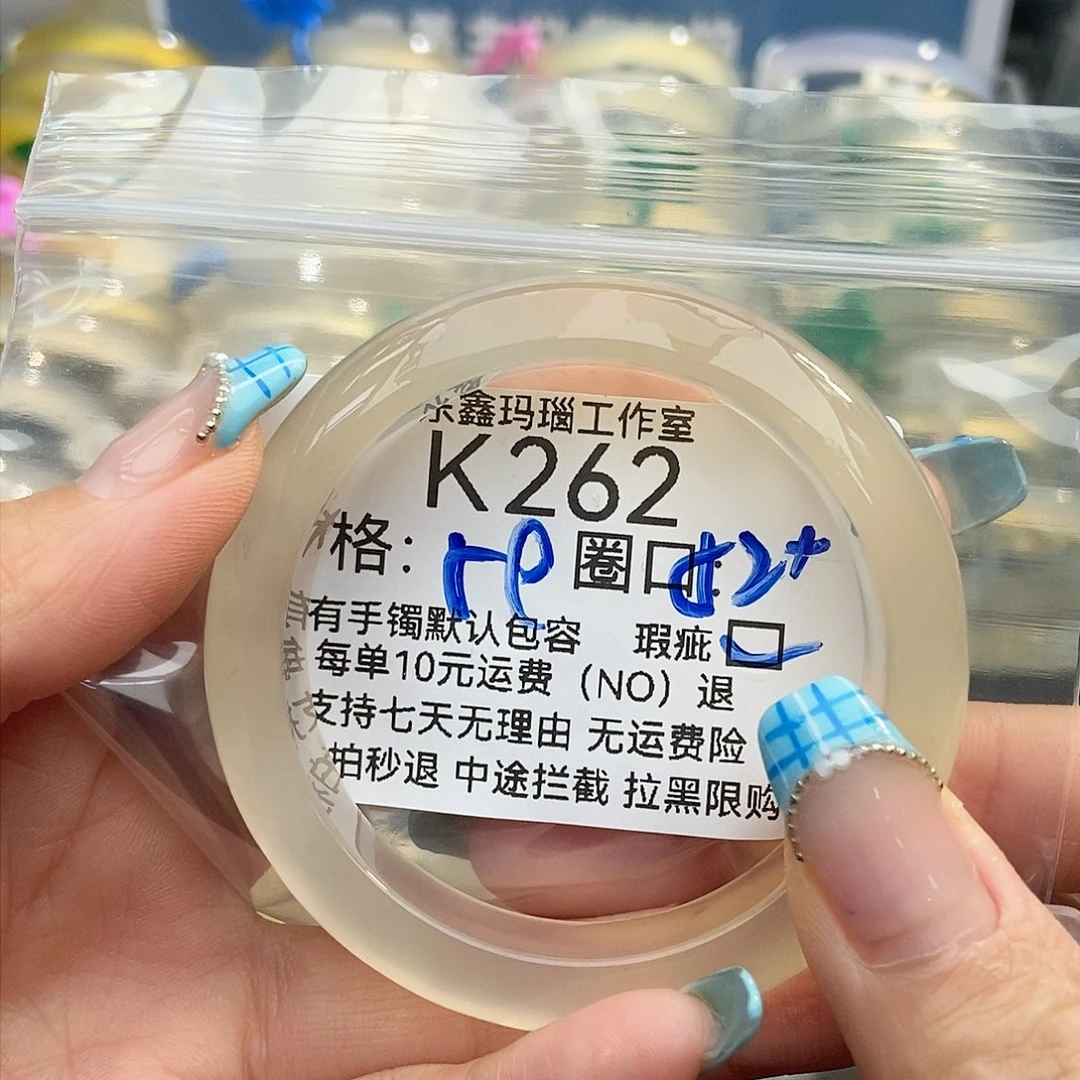 鑫玛瑙工作室
K262
格: 圈口: 52+
有手镯默认包容 瑕疵
每单10元运费 (NO) 退
支持七天无理由 无运费险
拍秒退 中途拦截 拉黑限购